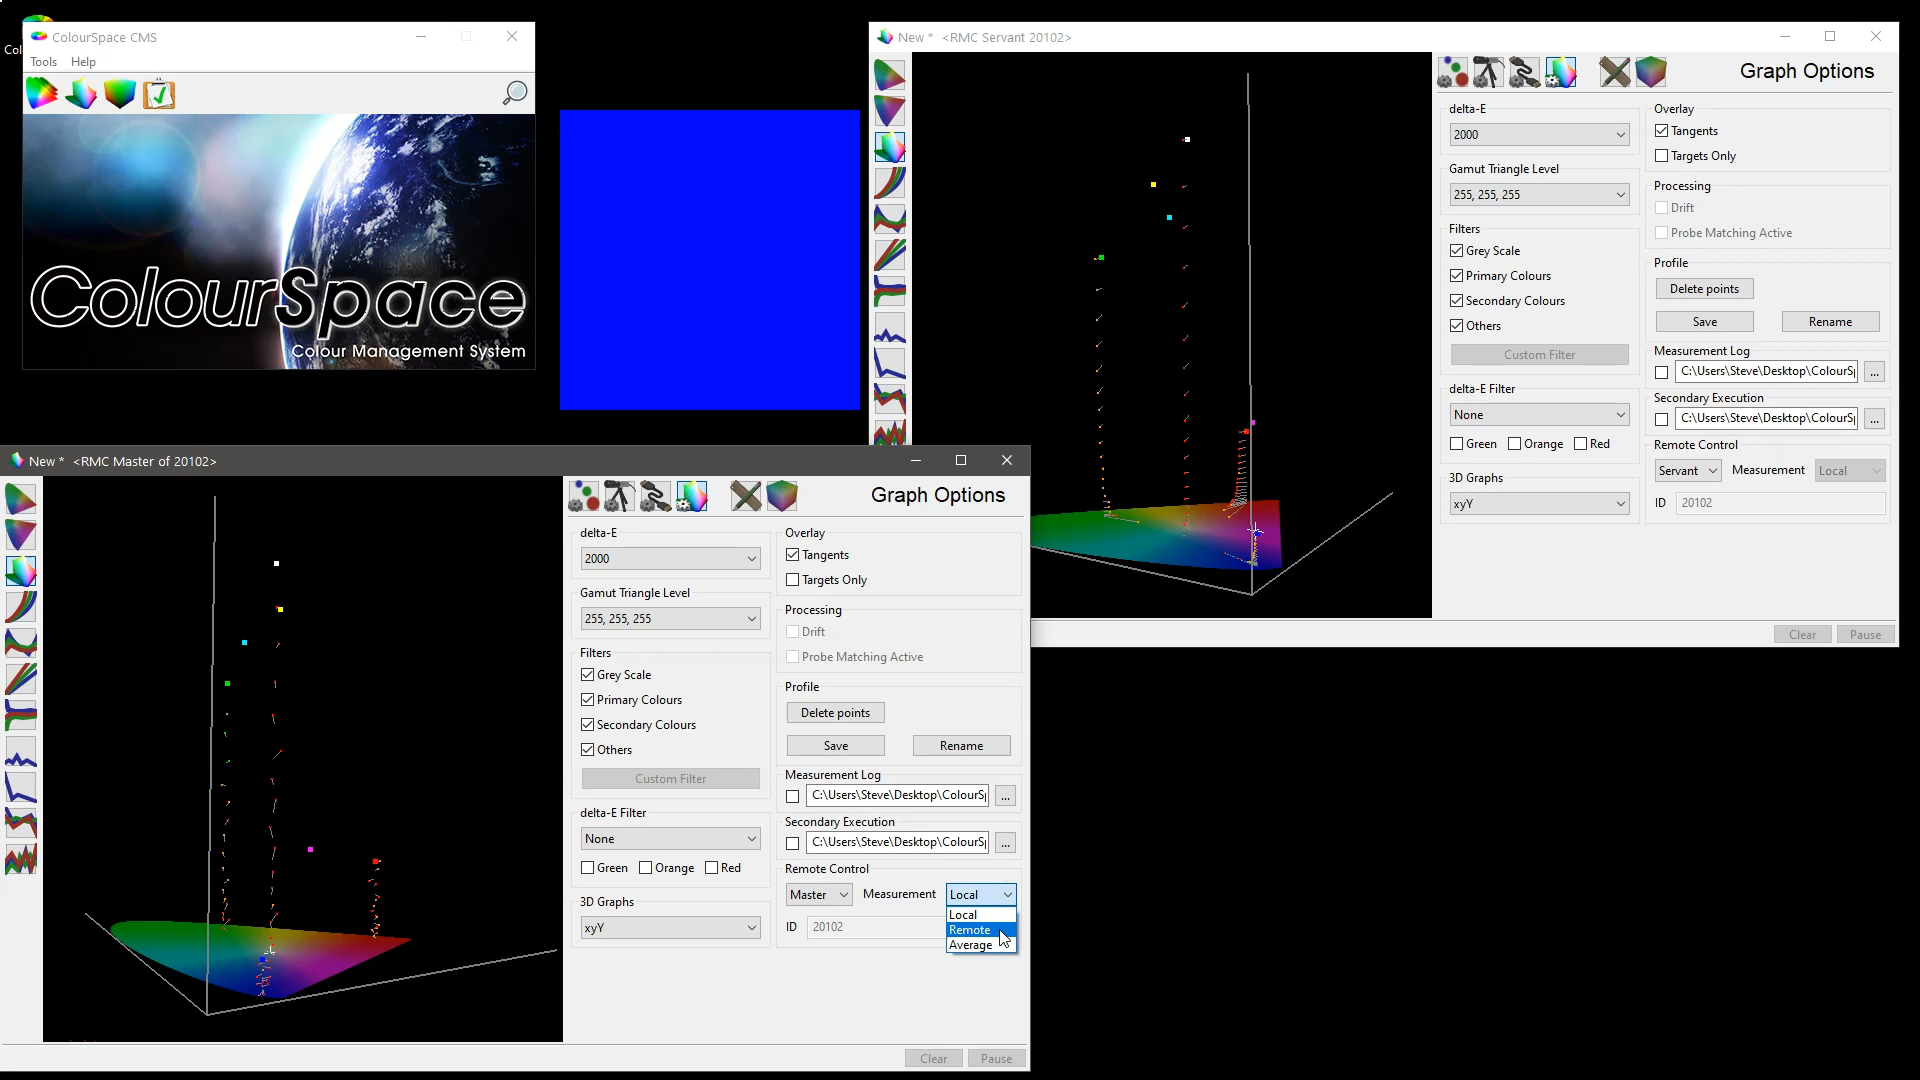 Col
ColourSpace CMS
Tools Help
ColourSpace
Colour Management System
New * <RMC Servant 20102>
Graph Options
delta-E
2000
Gamut Triangle Level
255, 255, 255
Filters
Grey Scale
Primary Colours
Secondary Colours
Others
Custom Filter
delta-E Filter
None
Green Orange Red
3D Graphs
xyY
Overlay
Tangents
Targets Only
Processing
Drift
Probe Matching Active
Profile
Delete points
Save Rename
Measurement Log
C:\Users\Steve\Desktop\ColourSp ...
Secondary Execution
C:\Users\Steve\Desktop\ColourSp ...
Remote Control
Servant Measurement Local
ID 20102
Clear Pause
New * <RMC Master of 20102>
Graph Options
delta-E
2000
Gamut Triangle Level
255, 255, 255
Filters
Grey Scale
Primary Colours
Secondary Colours
Others
Custom Filter
delta-E Filter
None
Green Orange Red
3D Graphs
xyY
Overlay
Tangents
Targets Only
Processing
Drift
Probe Matching Active
Profile
Delete points
Save Rename
Measurement Log
C:\Users\Steve\Desktop\ColourSp ...
Secondary Execution
C:\Users\Steve\Desktop\ColourSp ...
Remote Control
Master Measurement Local
Local
ID 20102 Remote
Average
Clear Pause